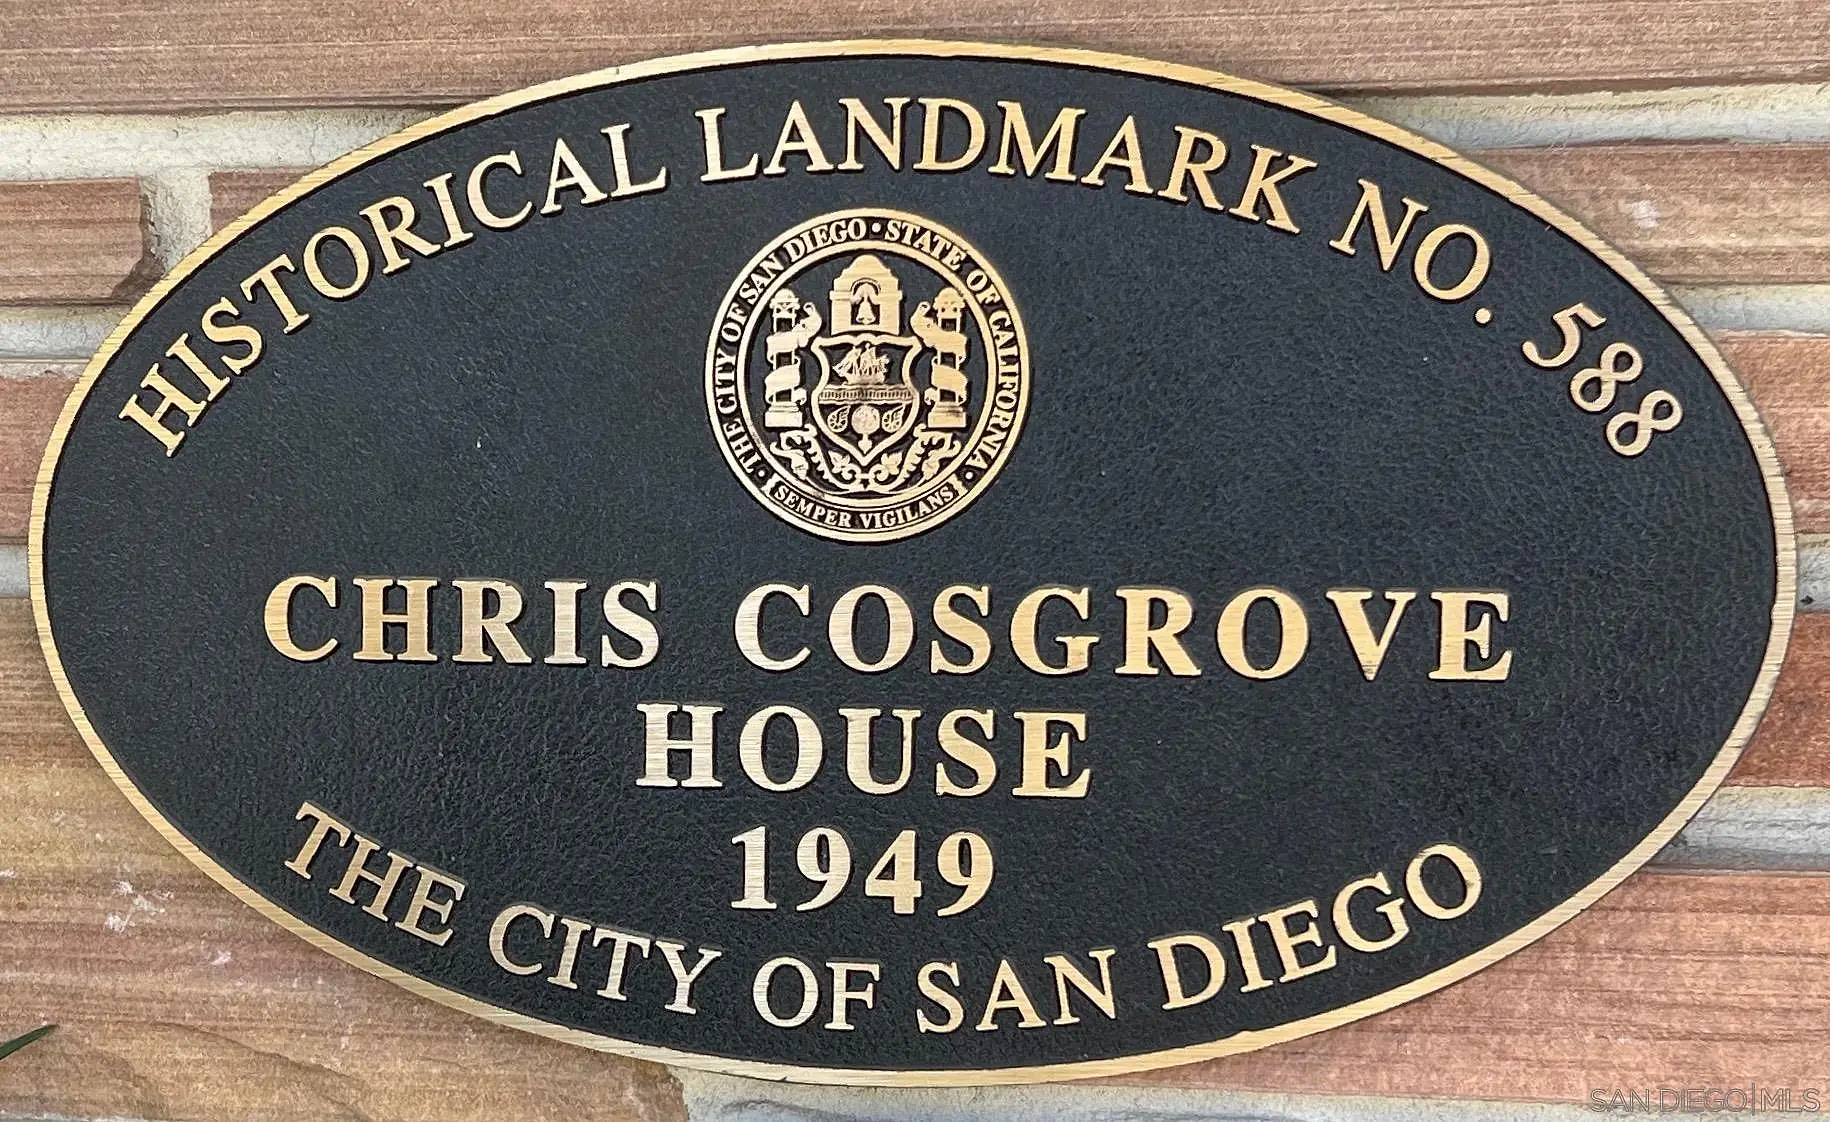 HISTORICAL LANDMARK NO. 588
THE CITY OF SAN DIEGO · STATE OF CALIFORNIA ·
SEMPER VIGILANS
CHRIS COSGROVE
HOUSE
1949
THE CITY OF SAN DIEGO
SAN DIEGO|MLS